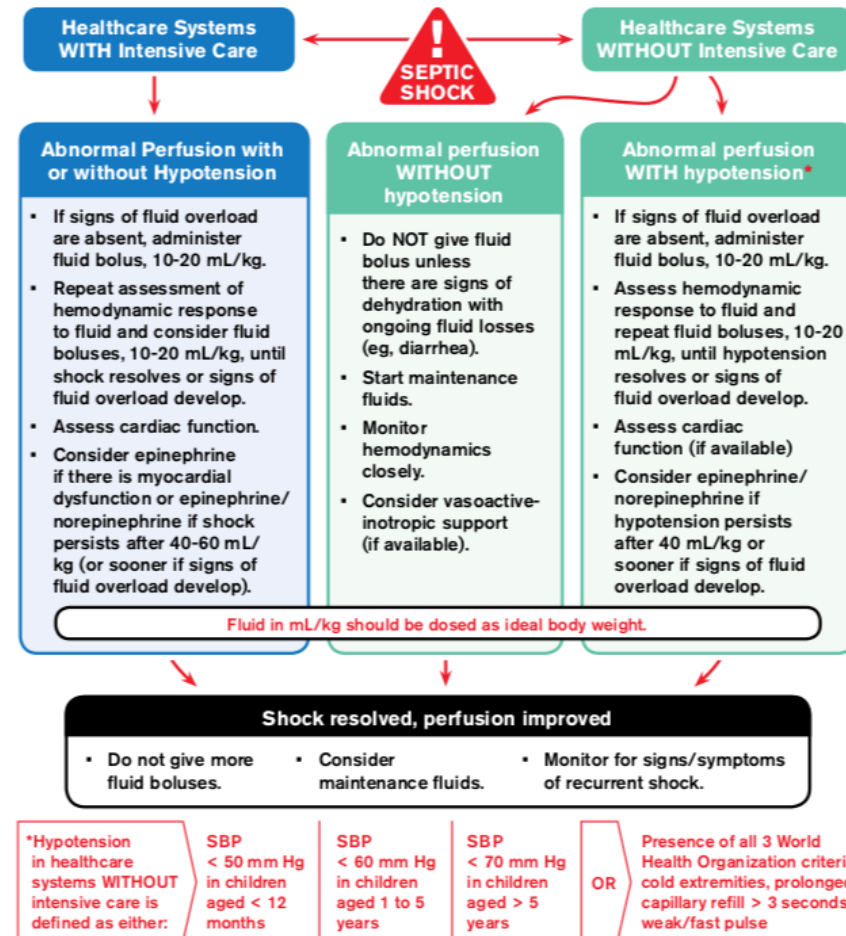 Healthcare Systems
WITH Intensive Care
!
SEPTIC
SHOCK
Healthcare Systems
WITHOUT Intensive Care
Abnormal Perfusion with
or without Hypotension
▪ If signs of fluid overload
are absent, administer
fluid bolus, 10-20 mL/kg.
▪ Repeat assessment of
hemodynamic response
to fluid and consider fluid
boluses, 10-20 mL/kg, until
shock resolves or signs of
fluid overload develop.
▪ Assess cardiac function.
▪ Consider epinephrine
if there is myocardial
dysfunction or epinephrine/
norepinephrine if shock
persists after 40-60 mL/
kg (or sooner if signs of
fluid overload develop).
Abnormal perfusion
WITHOUT
hypotension
▪ Do NOT give fluid
bolus unless
there are signs of
dehydration with
ongoing fluid losses
(eg, diarrhea).
▪ Start maintenance
fluids.
▪ Monitor
hemodynamics
closely.
▪ Consider vasoactive-
inotropic support
(if available).
Abnormal perfusion
WITH hypotension*
▪ If signs of fluid overload
are absent, administer
fluid bolus, 10-20 mL/kg.
▪ Assess hemodynamic
response to fluid and
repeat fluid boluses, 10-20
mL/kg, until hypotension
resolves or signs of
fluid overload develop.
▪ Assess cardiac
function (if available)
▪ Consider epinephrine/
norepinephrine if
hypotension persists
after 40 mL/kg or
sooner if signs of fluid
overload develop.
Fluid in mL/kg should be dosed as ideal body weight.
Shock resolved, perfusion improved
▪ Do not give more
fluid boluses.
▪ Consider
maintenance fluids.
▪ Monitor for signs/symptoms
of recurrent shock.
*Hypotension
in healthcare
systems WITHOUT
intensive care is
defined as either:
SBP
< 50 mm Hg
in children
aged < 12
months
SBP
< 60 mm Hg
in children
aged 1 to 5
years
SBP
< 70 mm Hg
in children
aged > 5
years
OR
Presence of all 3 World
Health Organization criteri
cold extremities, prolonged
capillary refill > 3 seconds
weak/fast pulse